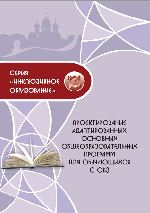 СЕРИЯ
«ИНКЛЮЗИВНОЕ
ОБРАЗОВАНИЕ»
ПРОЕКТИРОВАНИЕ
АДАПТИРОВАННЫХ
ОСНОВНЫХ
ОБЩЕОБРАЗОВАТЕЛЬНЫХ
ПРОГРАММ
ДЛЯ ОБУЧАЮЩИХСЯ
С ОВЗ